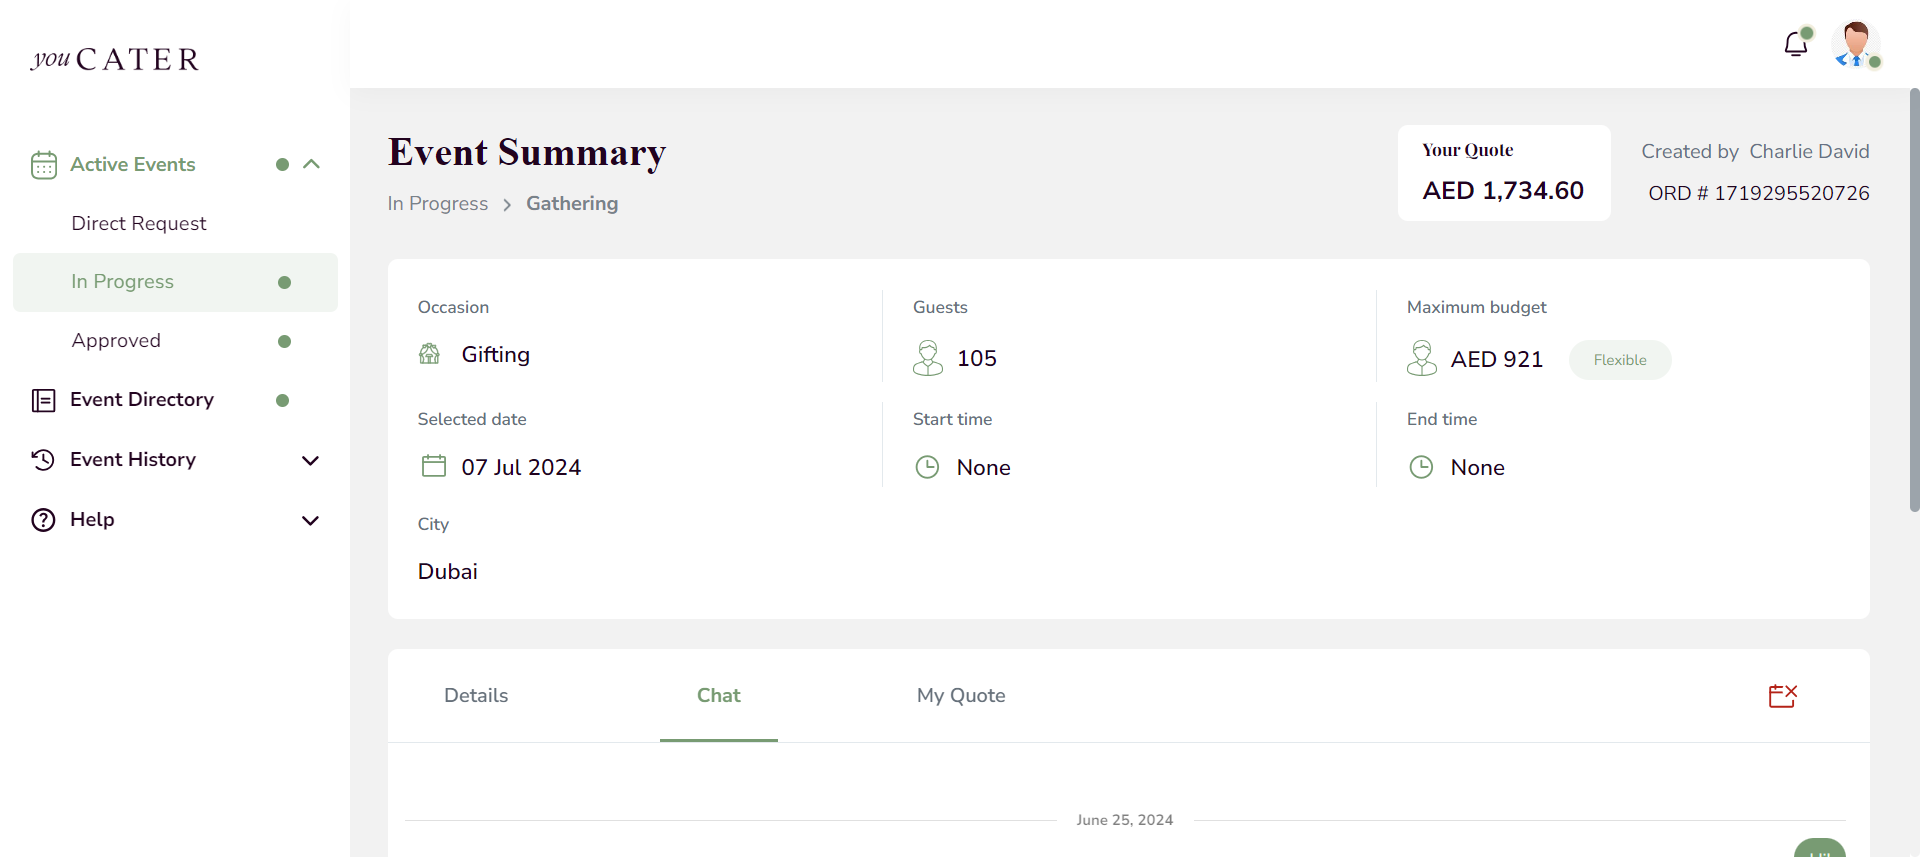 you CATER
Active Events
Direct Request
In Progress
Approved
Event Directory
Event History
Help
Event Summary
In Progress > Gathering
Your Quote
AED 1,734.60
Created by Charlie David
ORD # 1719295520726
Occasion
Gifting
Guests
105
Maximum budget
AED 921
Flexible
Selected date
07 Jul 2024
Start time
None
End time
None
City
Dubai
Details
Chat
My Quote
June 25, 2024